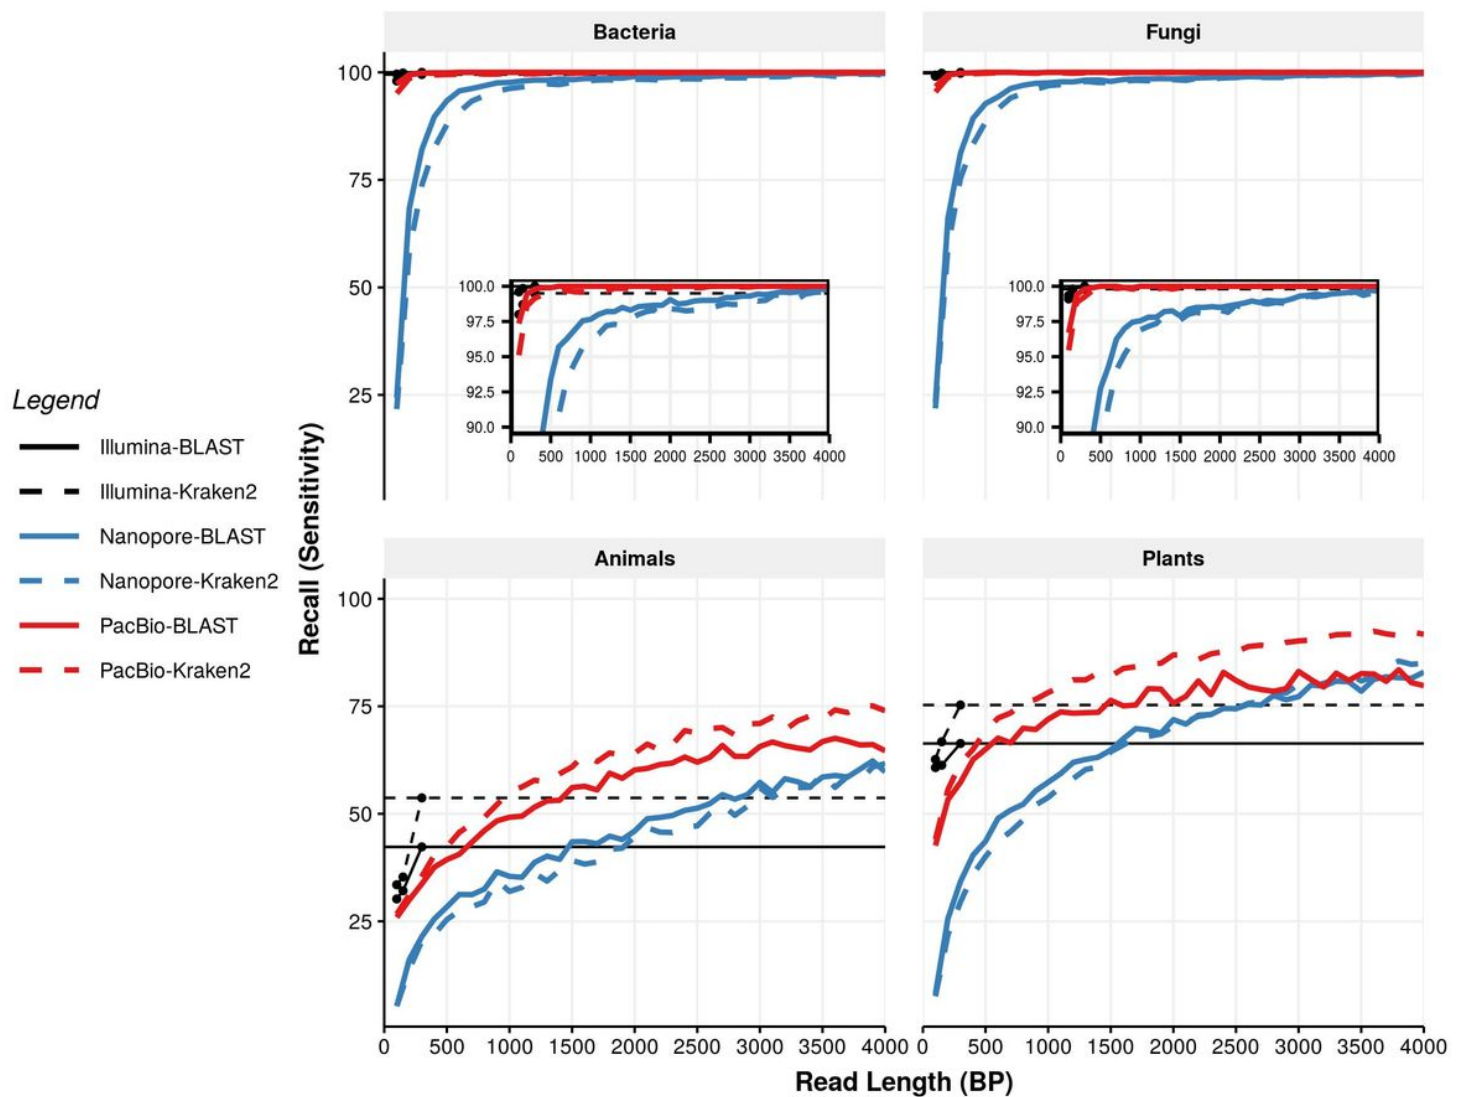 Bacteria
Fungi
100
75
50
25
100.0
97.5
95.0
92.5
90.0
0 500 1000 1500 2000 2500 3000 3500 4000
100.0
97.5
95.0
92.5
90.0
0 500 1000 1500 2000 2500 3000 3500 4000
Legend
Illumina-BLAST
Illumina-Kraken2
Nanopore-BLAST
Nanopore-Kraken2
PacBio-BLAST
PacBio-Kraken2
Recall (Sensitivity)
Animals
Plants
100
75
50
25
0 500 1000 1500 2000 2500 3000 3500 4000
0 500 1000 1500 2000 2500 3000 3500 4000
Read Length (BP)